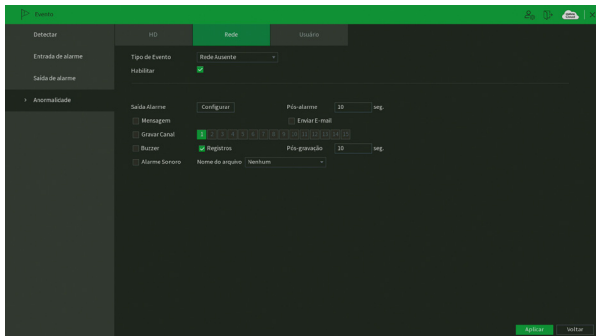 Evento
Detectar
HD
Rede
Usuário
Entrada de alarme
Tipo de Evento
Rede Ausente
Habilitar
Saída de alarme
> Anormalidade
Saída Alarme
Configurar
Pós-alarme
10
seg.
Mensagem
Enviar E-mail
Gravar Canal
1 2 3 4 5 6 7 8 9 10 11 12 13 14 15
Buzzer
Registros
Pós-gravação
10
seg.
Alarme Sonoro
Nome do arquivo
Nenhum
Aplicar
Voltar